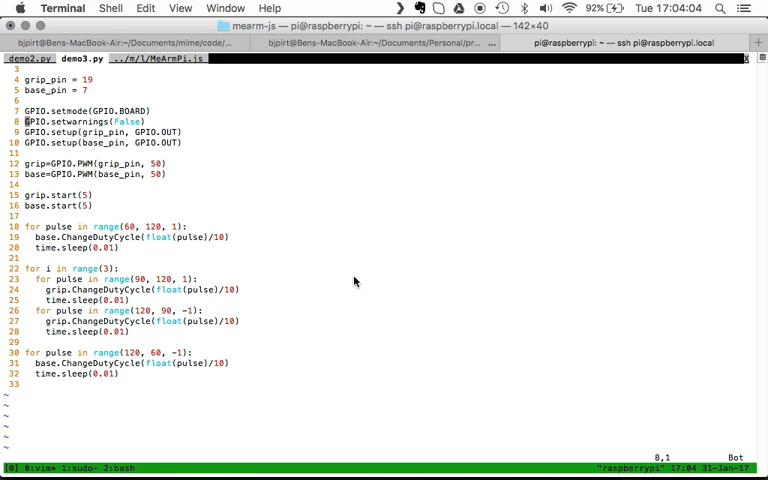 Terminal Shell Edit View Window Help 92% Tue 17:04:04
mearm-js — pi@raspberrypi: ~ — ssh pi@raspberrypi.local — 142×40
bjpirt@Bens-MacBook-Air:~/Documents/mime/code/... bjpirt@Bens-MacBook-Air:~/Documents/Personal/pr... ... pi@raspberrypi: ~ — ssh pi@raspberrypi.local +
demo2.py demo3.py ../m/l/MeArmPi.js X
3
4 grip_pin = 19
5 base_pin = 7
6
7 GPIO.setmode(GPIO.BOARD)
8 GPIO.setwarnings(False)
9 GPIO.setup(grip_pin, GPIO.OUT)
10 GPIO.setup(base_pin, GPIO.OUT)
11
12 grip=GPIO.PWM(grip_pin, 50)
13 base=GPIO.PWM(base_pin, 50)
14
15 grip.start(5)
16 base.start(5)
17
18 for pulse in range(60, 120, 1):
19   base.ChangeDutyCycle(float(pulse)/10)
20   time.sleep(0.01)
21
22 for i in range(3):
23   for pulse in range(90, 120, 1):
24     grip.ChangeDutyCycle(float(pulse)/10)
25     time.sleep(0.01)
26   for pulse in range(120, 90, -1):
27     grip.ChangeDutyCycle(float(pulse)/10)
28     time.sleep(0.01)
29
30 for pulse in range(120, 60, -1):
31   base.ChangeDutyCycle(float(pulse)/10)
32   time.sleep(0.01)
33
~
~
~
~
~
~
8,1 Bot
[0] 0:vim* 1:sudo- 2:bash "raspberrypi" 17:04 31-Jan-17